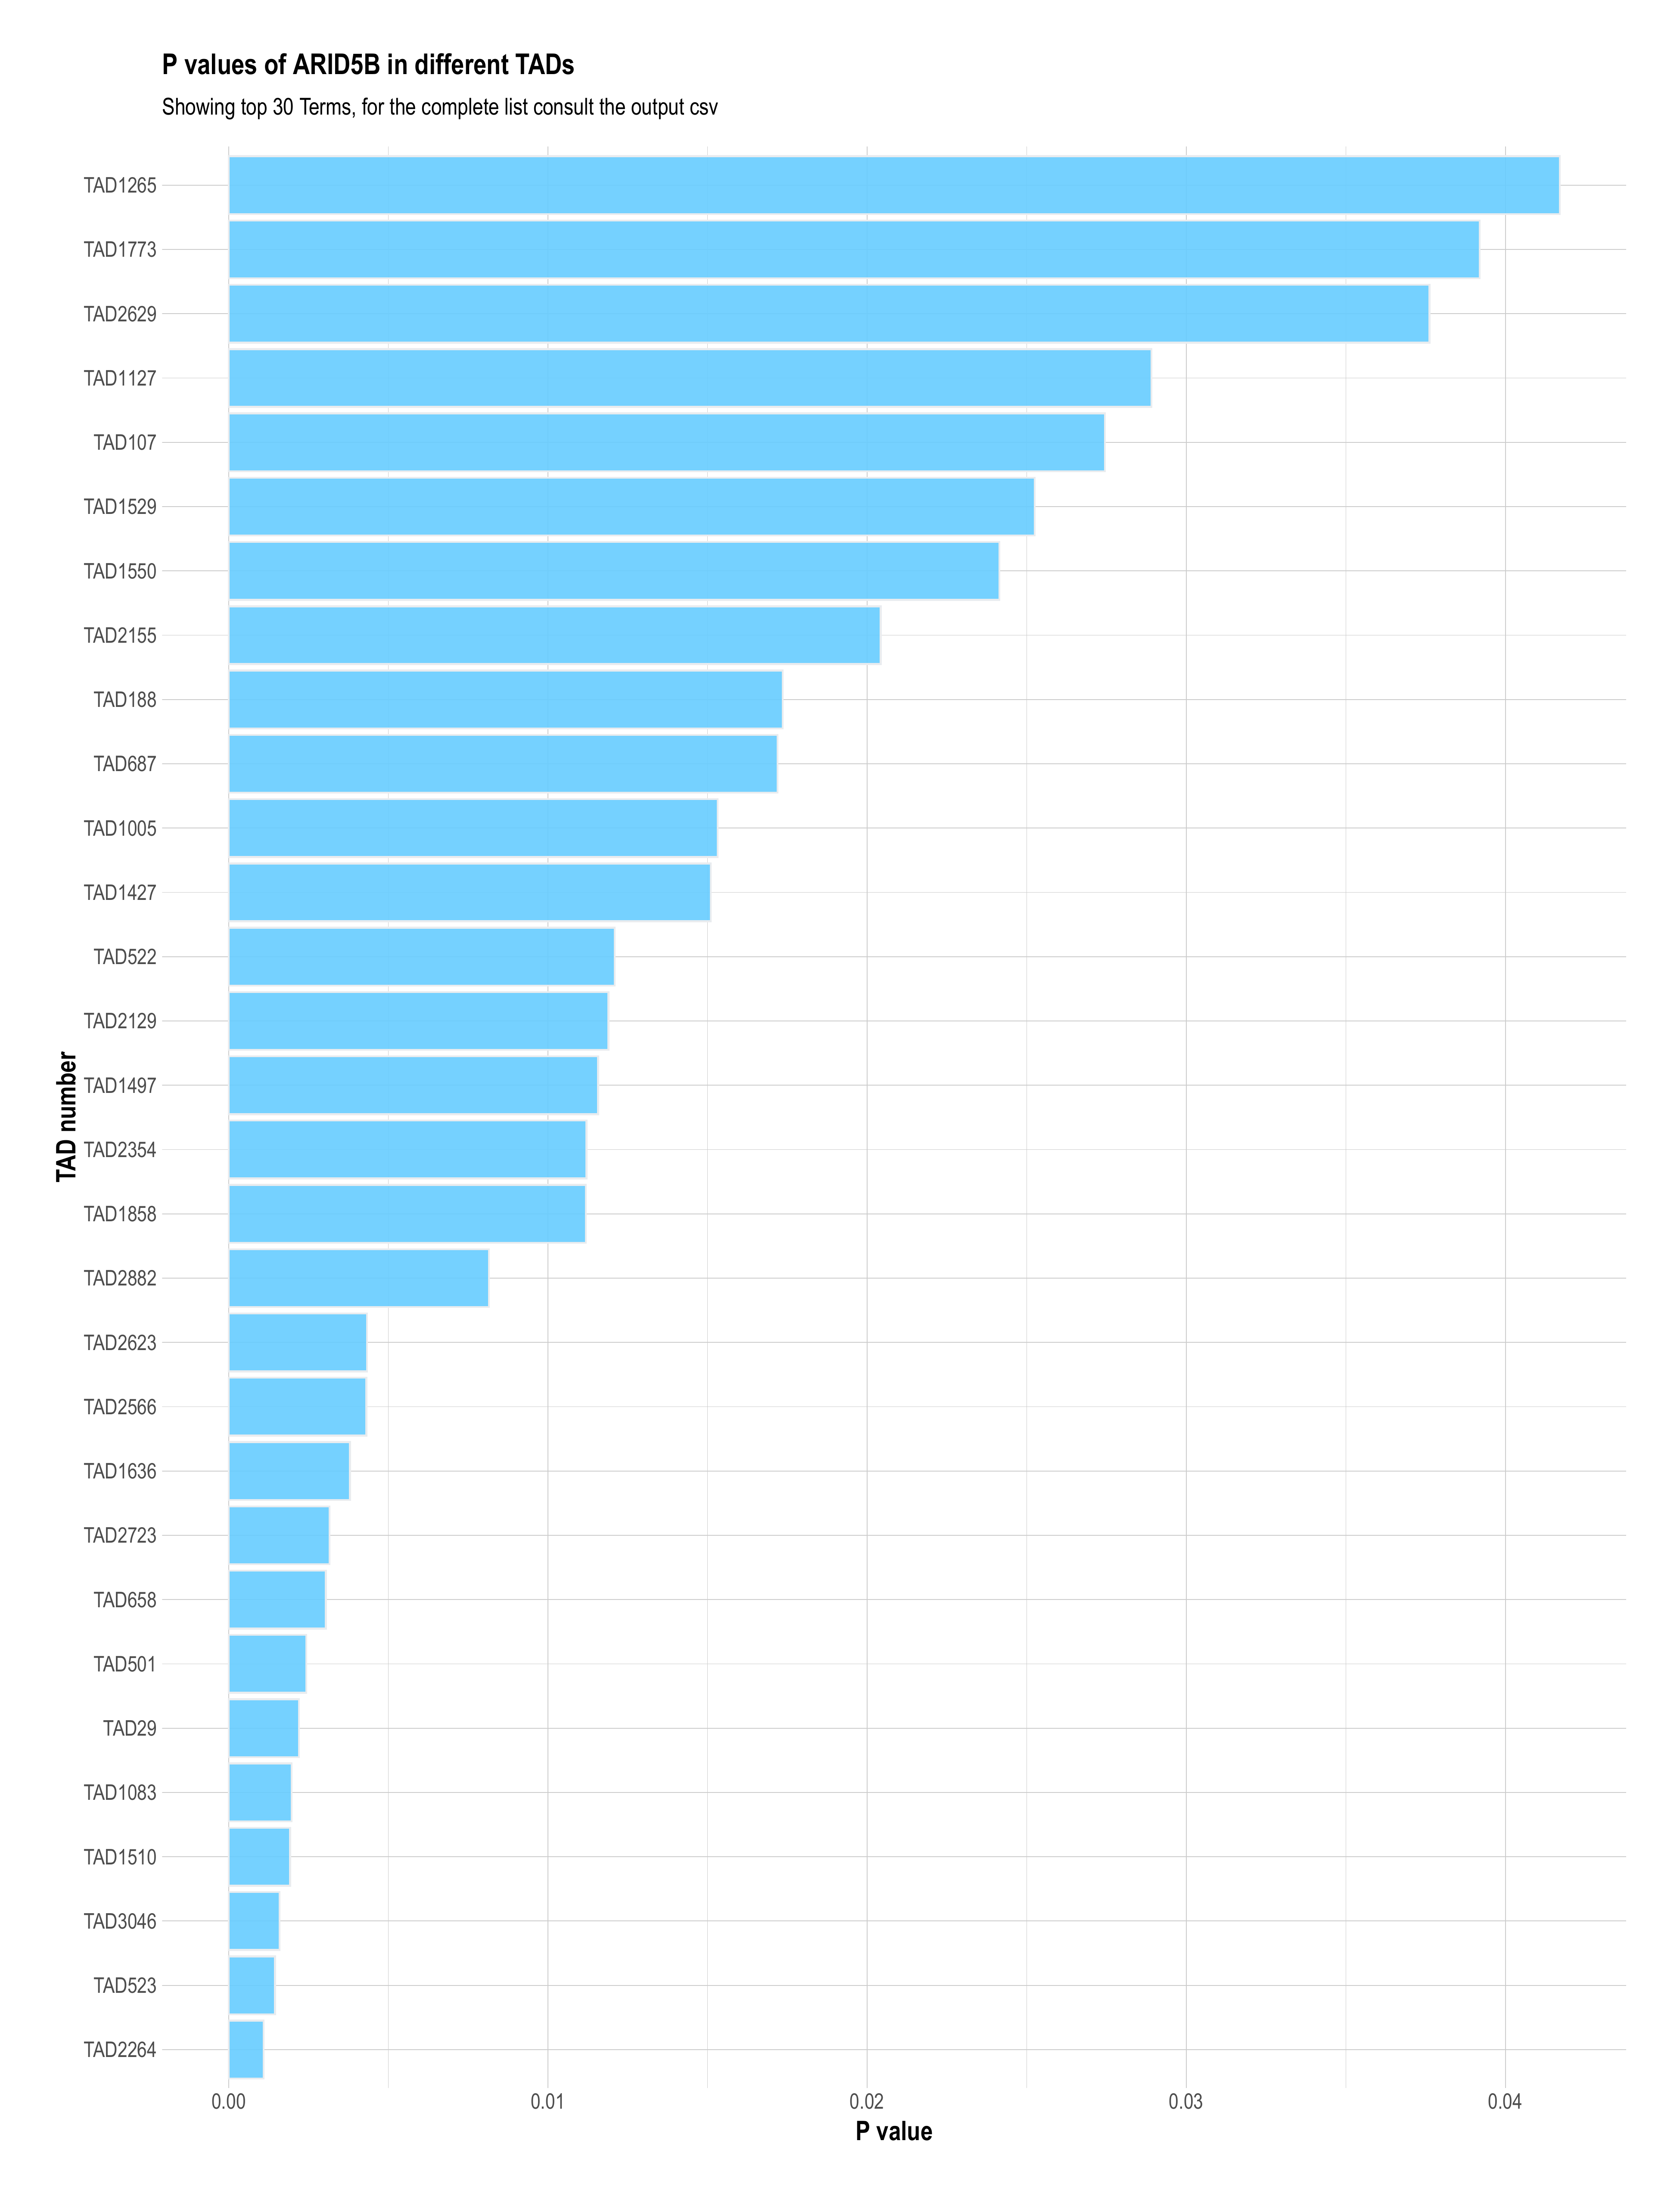 P values of ARID5B in different TADs
Showing top 30 Terms, for the complete list consult the output csv
TAD number
TAD1265
TAD1773
TAD2629
TAD1127
TAD107
TAD1529
TAD1550
TAD2155
TAD188
TAD687
TAD1005
TAD1427
TAD522
TAD2129
TAD1497
TAD2354
TAD1858
TAD2882
TAD2623
TAD2566
TAD1636
TAD2723
TAD658
TAD501
TAD29
TAD1083
TAD1510
TAD3046
TAD523
TAD2264
0.00 0.01 0.02 0.03 0.04
P value